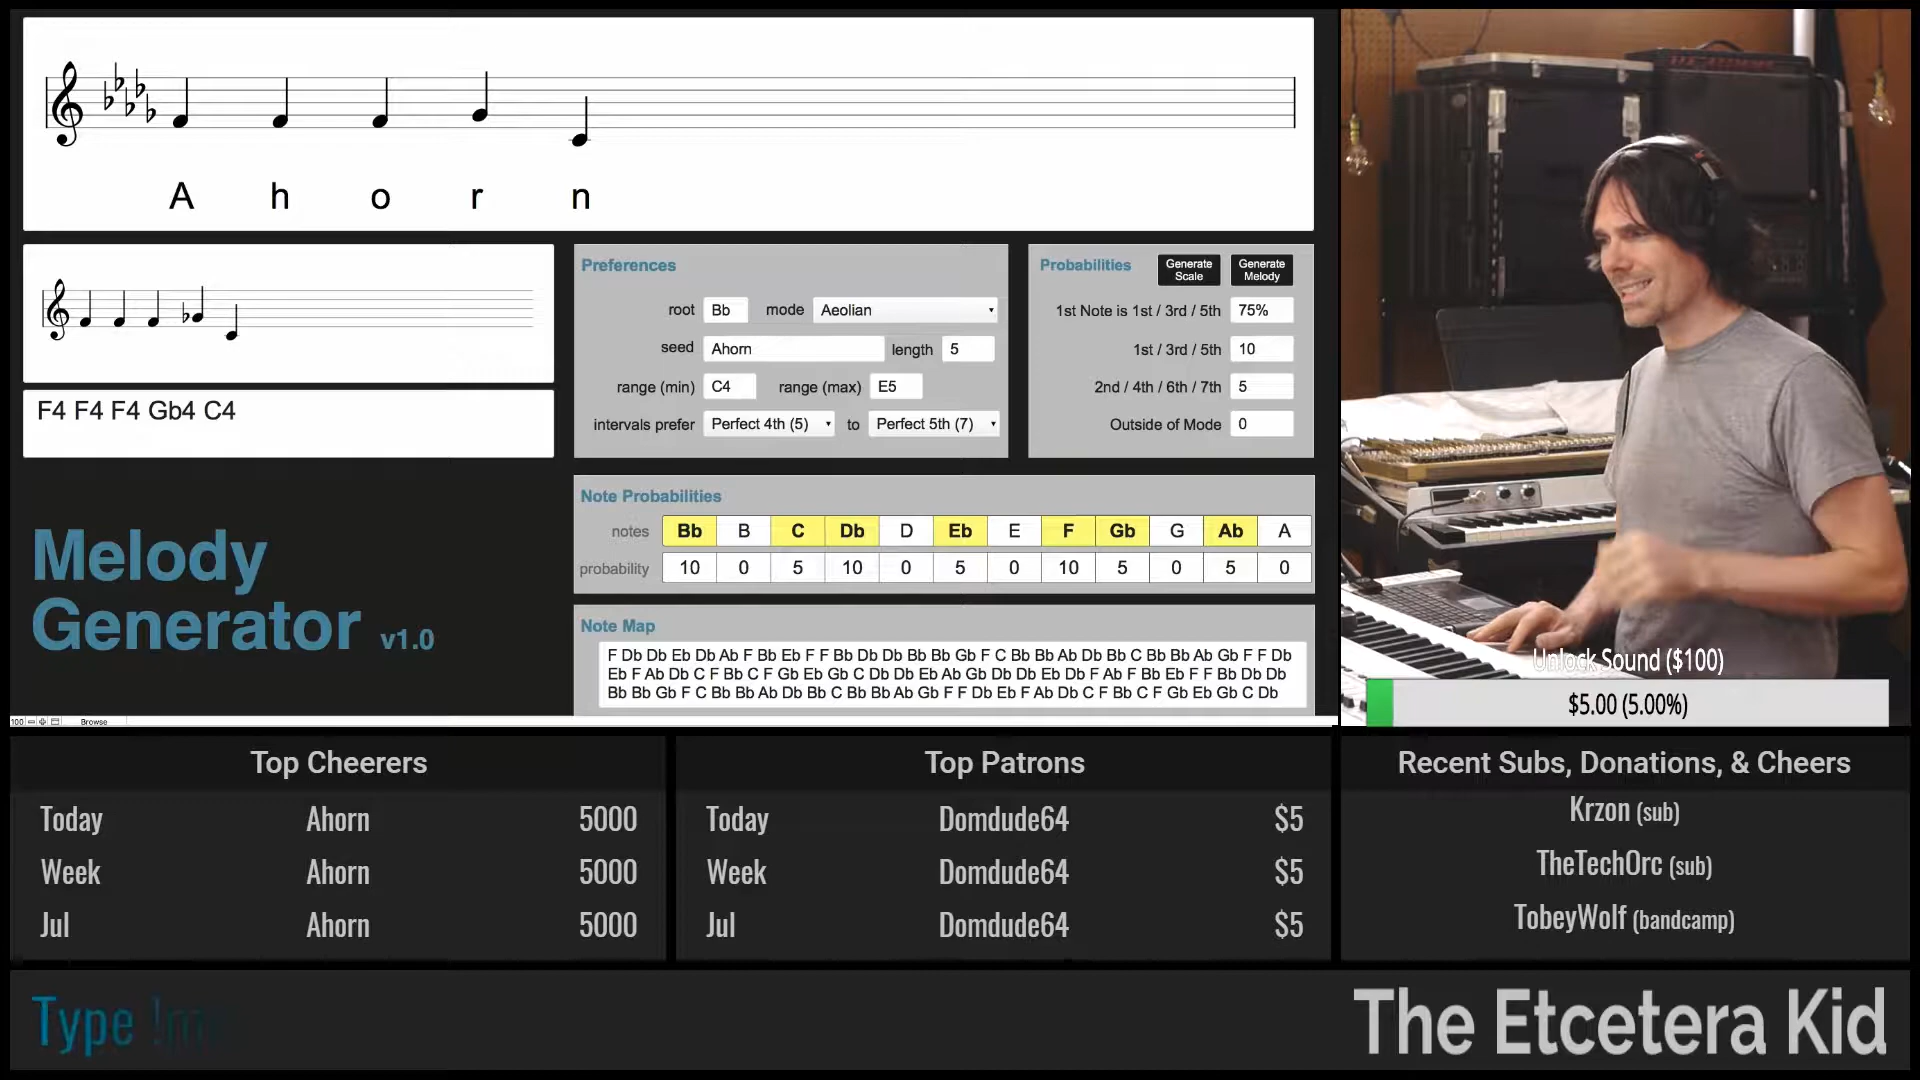 A h o r n
F4 F4 F4 Gb4 C4
Melody
Generator v1.0
Preferences
root Bb mode Aeolian
seed Ahorn length 5
range (min) C4 range (max) E5
intervals prefer Perfect 4th (5) to Perfect 5th (7)
Probabilities Generate Scale Generate Melody
1st Note is 1st / 3rd / 5th 75%
1st / 3rd / 5th 10
2nd / 4th / 6th / 7th 5
Outside of Mode 0
Note Probabilities
notes Bb B C Db D Eb E F Gb G Ab A
probability 10 0 5 10 0 5 0 10 5 0 5 0
Note Map
F Db Db Eb Db Ab F Bb Eb F F Bb Db Db Bb Bb Gb F C Bb Bb Ab Db Bb C Bb Bb Ab Gb F F Db
Eb F Ab Db C F Bb C F Gb Eb Gb C Db Db Eb Ab Gb Db Db Eb Db F Ab F Bb Eb F F Bb Db Db
Bb Bb Gb F C Bb Bb Ab Db Bb C Bb Bb Ab Gb F F Db Eb F Ab Db C F Bb C F Gb Eb Gb C Db
100 Browse
Unlock Sound ($100)
$5.00 (5.00%)
Top Cheerers
Today Ahorn 5000
Week Ahorn 5000
Jul Ahorn 5000
Top Patrons
Today Domdude64 $5
Week Domdude64 $5
Jul Domdude64 $5
Recent Subs, Donations, & Cheers
Krzon (sub)
TheTechOrc (sub)
TobeyWolf (bandcamp)
Type
The Etcetera Kid